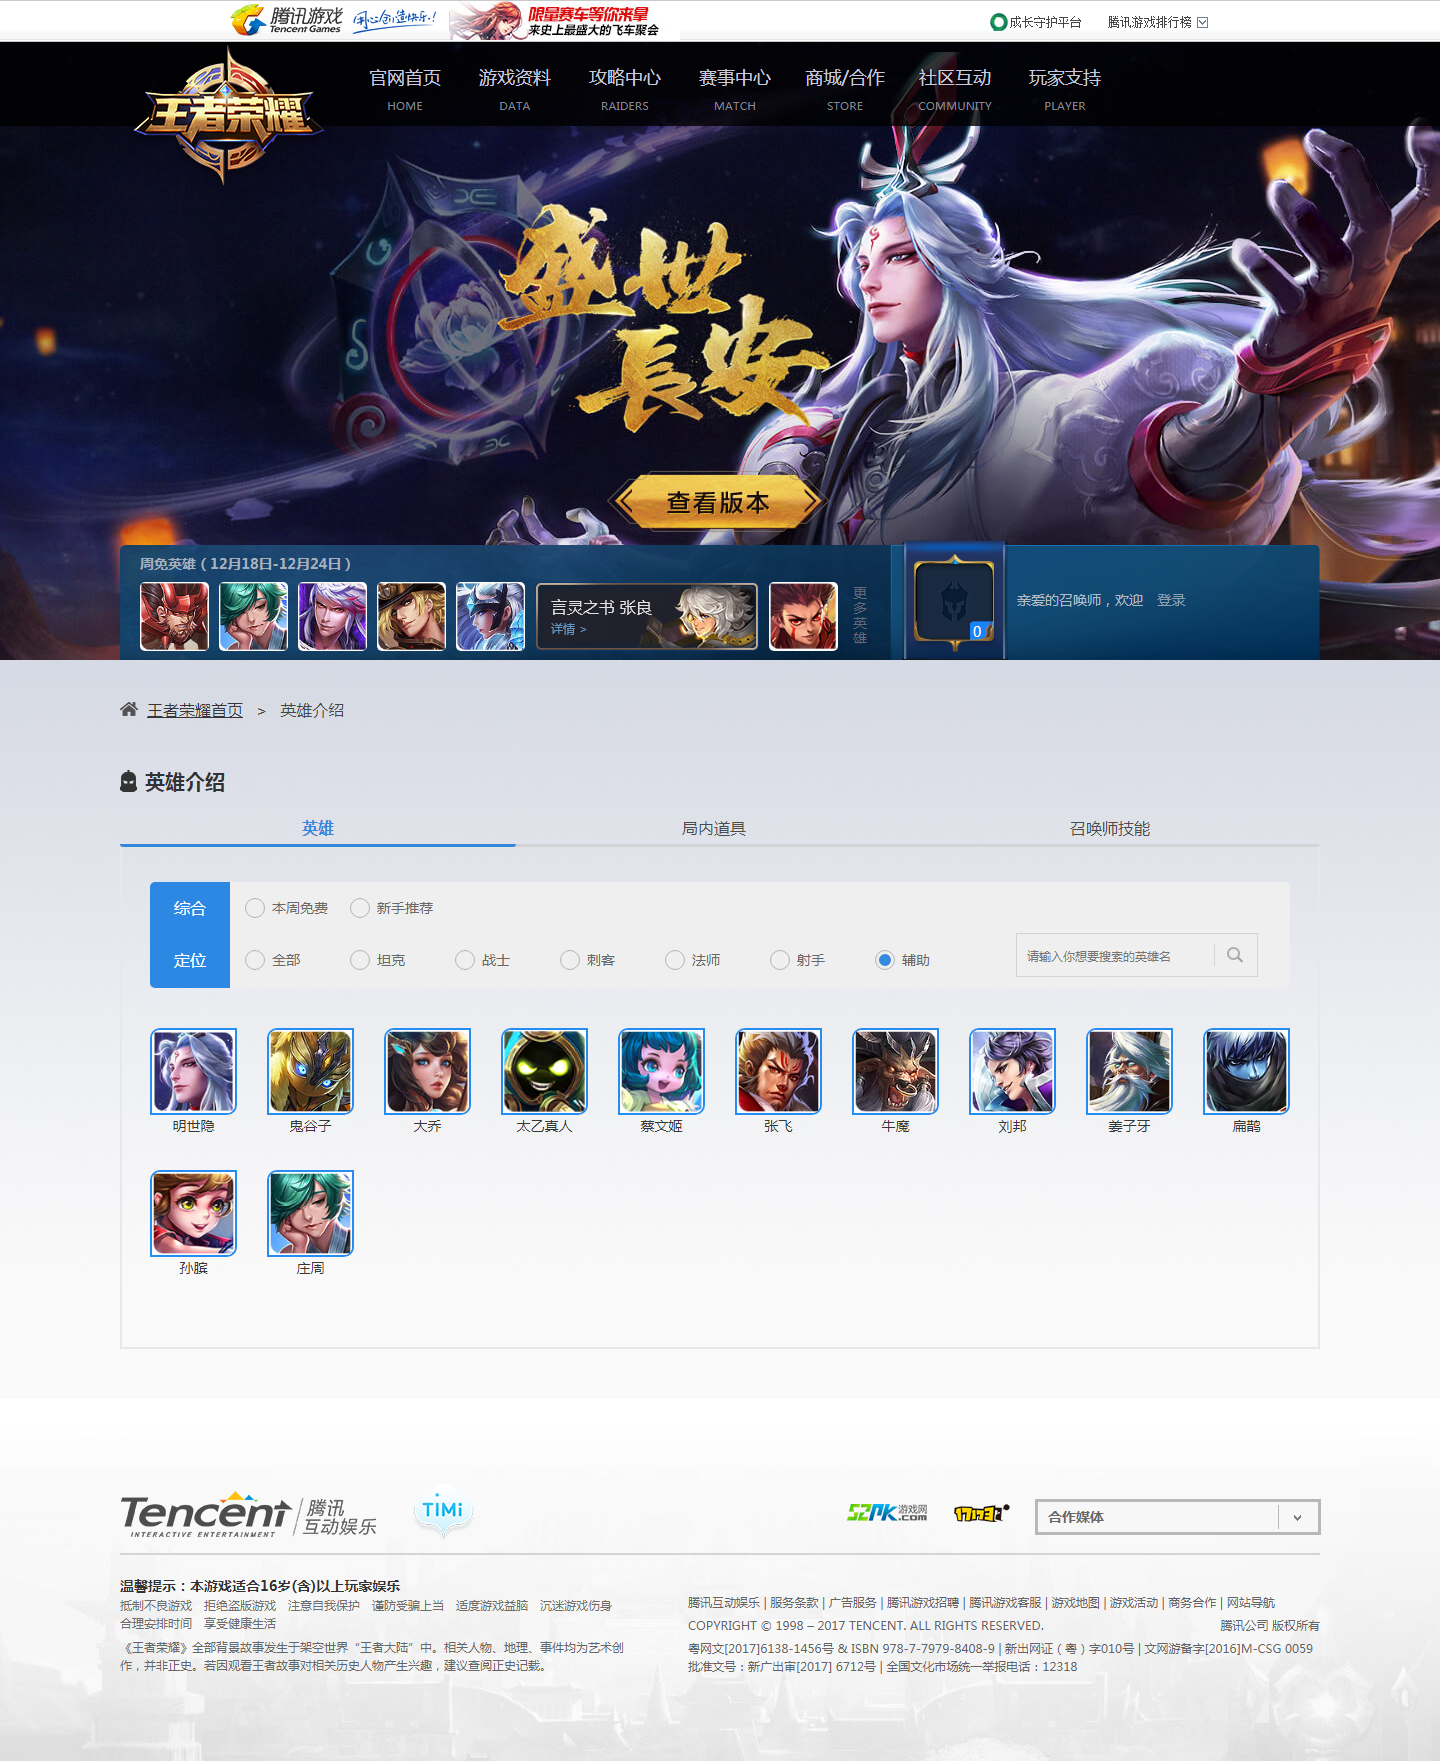 腾讯游戏 用心创造快乐! 限量赛车等你来拿
Tencent Games 来史上最盛大的飞车聚会
成长守护平台 腾讯游戏排行榜
王者荣耀
官网首页 游戏资料 攻略中心 赛事中心 商城/合作 社区互动 玩家支持
HOME DATA RAIDERS MATCH STORE COMMUNITY PLAYER
盛世
長安
查看版本
周免英雄（12月18日-12月24日）
言灵之书 张良
详情 >
更多英雄
0
亲爱的召唤师，欢迎 登录
王者荣耀首页 > 英雄介绍
英雄介绍
英雄 局内道具 召唤师技能
综合 本周免费 新手推荐
定位 全部 坦克 战士 刺客 法师 射手 辅助 请输入你想要搜索的英雄名
明世隐 鬼谷子 大乔 太乙真人 蔡文姬 张飞 牛魔 刘邦 姜子牙 扁鹊
孙膑 庄周
Tencent 腾讯
INTERACTIVE ENTERTAINMENT 互动娱乐
TiMi
52PK游戏网.com
17173
合作媒体
温馨提示：本游戏适合16岁(含)以上玩家娱乐
抵制不良游戏 拒绝盗版游戏 注意自我保护 谨防受骗上当 适度游戏益脑 沉迷游戏伤身
合理安排时间 享受健康生活
《王者荣耀》全部背景故事发生于架空世界“王者大陆”中。相关人物、地理、事件均为艺术创
作，并非正史。若因观看王者故事对相关历史人物产生兴趣，建议查阅正史记载。
腾讯互动娱乐 | 服务条款 | 广告服务 | 腾讯游戏招聘 | 腾讯游戏客服 | 游戏地图 | 游戏活动 | 商务合作 | 网站导航
COPYRIGHT © 1998 – 2017 TENCENT. ALL RIGHTS RESERVED. 腾讯公司 版权所有
粤网文[2017]6138-1456号 & ISBN 978-7-7979-8408-9 | 新出网证（粤）字010号 | 文网游备字[2016]M-CSG 0059
批准文号：新广出审[2017] 6712号 | 全国文化市场统一举报电话：12318